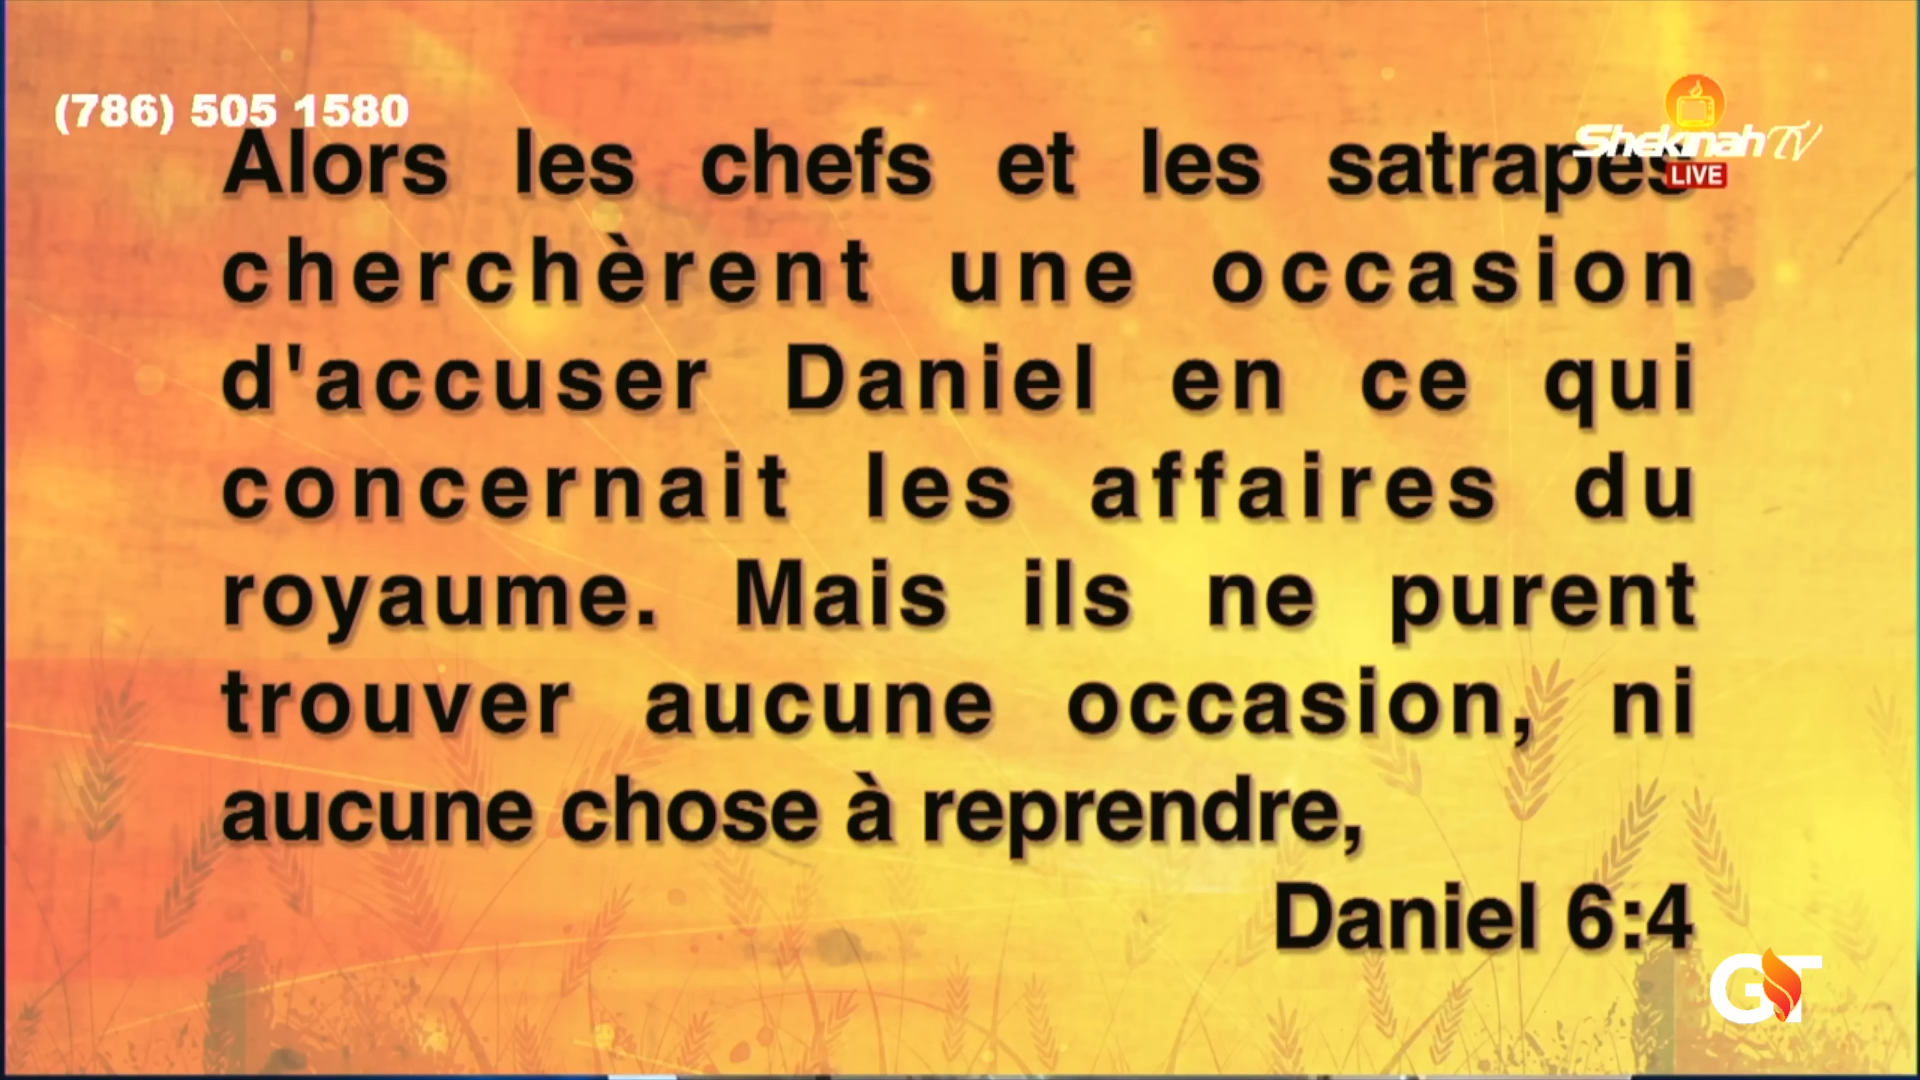 (786) 505 1580
Shekinah TV
LIVE
Alors les chefs et les satrapes
cherchèrent une occasion
d'accuser Daniel en ce qui
concernait les affaires du
royaume. Mais ils ne purent
trouver aucune occasion, ni
aucune chose à reprendre,
Daniel 6:4
GT